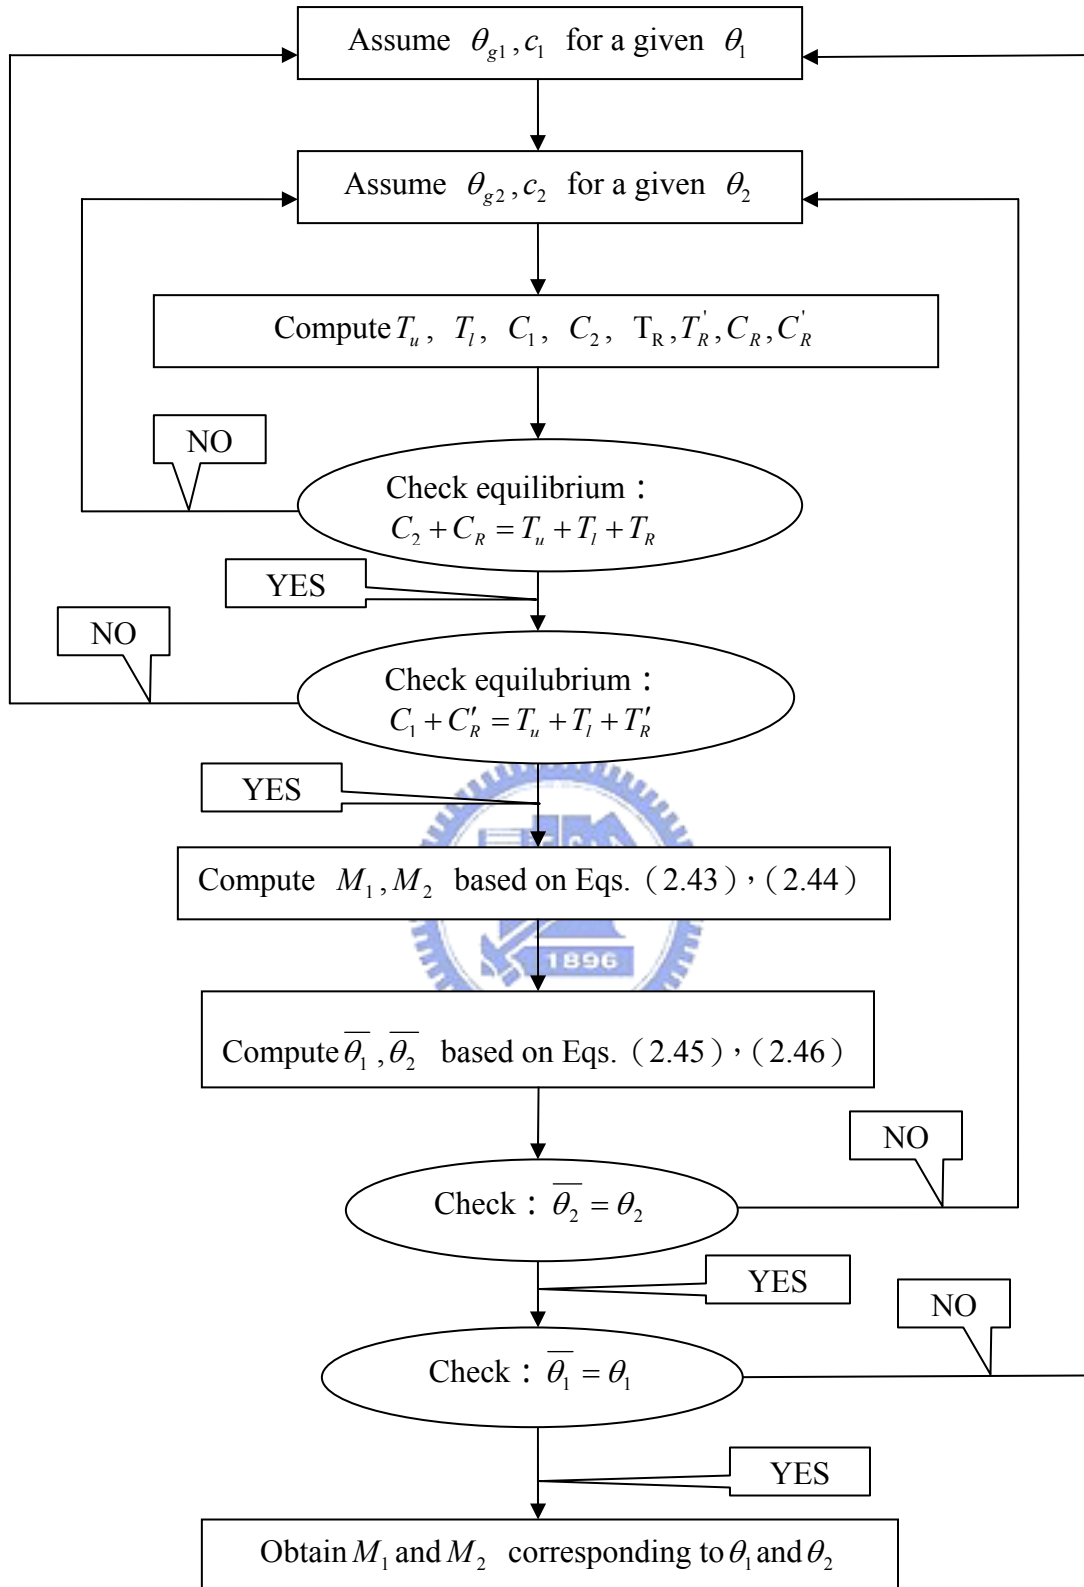 Assume θg1, c1 for a given θ1
Assume θg2, c2 for a given θ2
Compute Tu, Tl, C1, C2, TR, T'R, CR, C'R
NO
Check equilibrium：
C2 + CR = Tu + Tl + TR
YES
NO
Check equilubrium：
C1 + C′R = Tu + Tl + T′R
YES
Compute M1, M2 based on Eqs.（2.43），（2.44）
1896
Compute θ̅1, θ̅2 based on Eqs.（2.45），（2.46）
NO
Check：θ̅2 = θ2
YES
NO
Check：θ̅1 = θ1
YES
Obtain M1 and M2 corresponding to θ1 and θ2